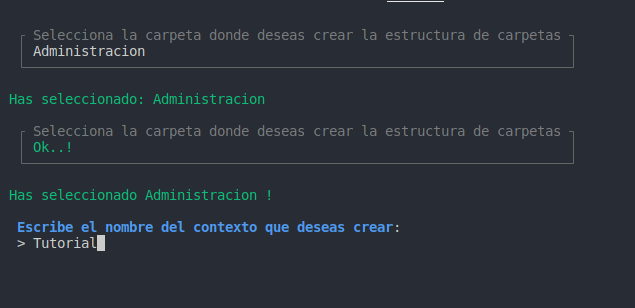 Selecciona la carpeta donde deseas crear la estructura de carpetas
Administracion
Has seleccionado: Administracion
Selecciona la carpeta donde deseas crear la estructura de carpetas
Ok..!
Has seleccionado Administracion !
Escribe el nombre del contexto que deseas crear:
> Tutorial